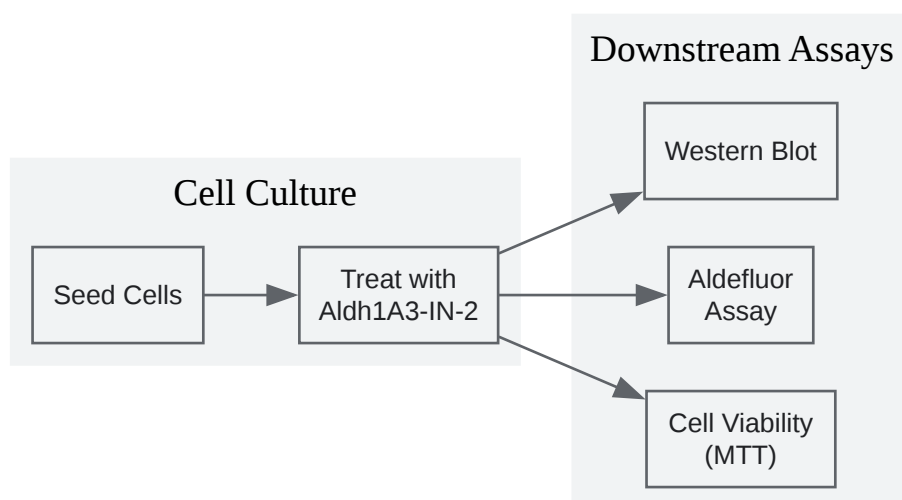 Cell Culture
Seed Cells
Treat with
Aldh1A3-IN-2
Downstream Assays
Western Blot
Aldefluor
Assay
Cell Viability
(MTT)